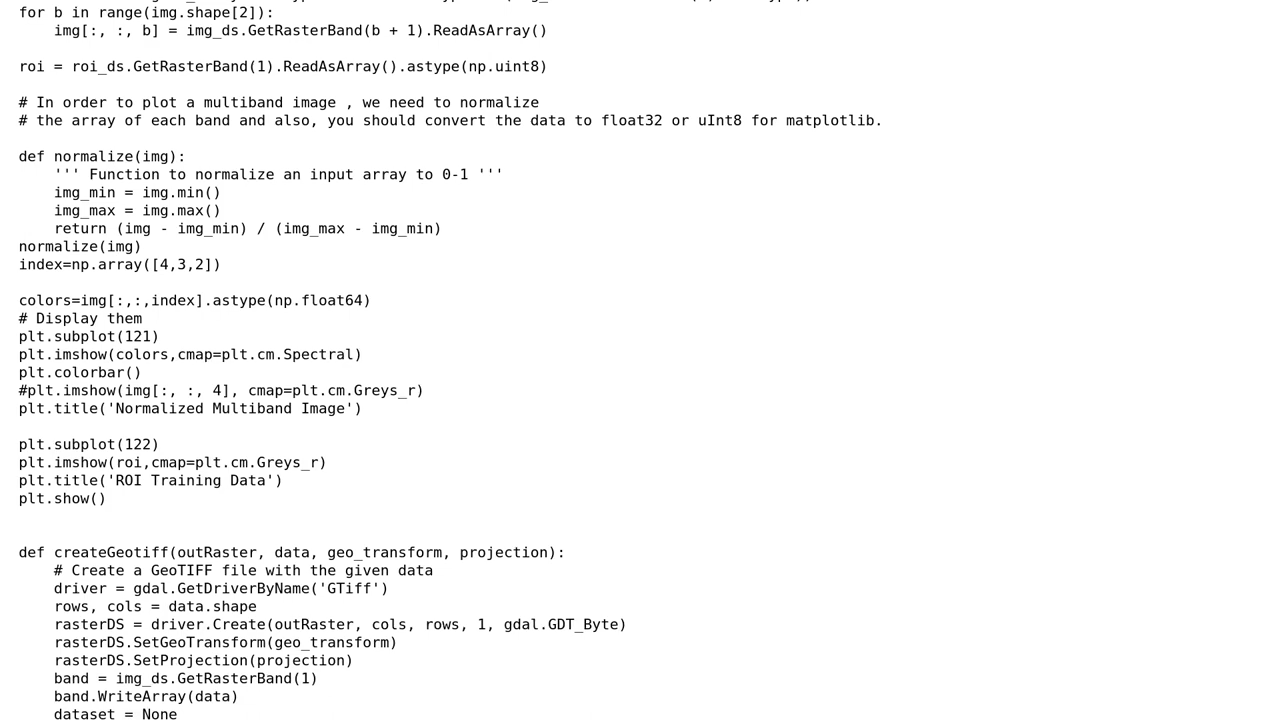 for b in range(img.shape[2]):
    img[:, :, b] = img_ds.GetRasterBand(b + 1).ReadAsArray()

roi = roi_ds.GetRasterBand(1).ReadAsArray().astype(np.uint8)

# In order to plot a multiband image , we need to normalize
# the array of each band and also, you should convert the data to float32 or uInt8 for matplotlib.

def normalize(img):
    ''' Function to normalize an input array to 0-1 '''
    img_min = img.min()
    img_max = img.max()
    return (img - img_min) / (img_max - img_min)
normalize(img)
index=np.array([4,3,2])

colors=img[:,:,index].astype(np.float64)
# Display them
plt.subplot(121)
plt.imshow(colors,cmap=plt.cm.Spectral)
plt.colorbar()
#plt.imshow(img[:, :, 4], cmap=plt.cm.Greys_r)
plt.title('Normalized Multiband Image')

plt.subplot(122)
plt.imshow(roi,cmap=plt.cm.Greys_r)
plt.title('ROI Training Data')
plt.show()


def createGeotiff(outRaster, data, geo_transform, projection):
    # Create a GeoTIFF file with the given data
    driver = gdal.GetDriverByName('GTiff')
    rows, cols = data.shape
    rasterDS = driver.Create(outRaster, cols, rows, 1, gdal.GDT_Byte)
    rasterDS.SetGeoTransform(geo_transform)
    rasterDS.SetProjection(projection)
    band = img_ds.GetRasterBand(1)
    band.WriteArray(data)
    dataset = None